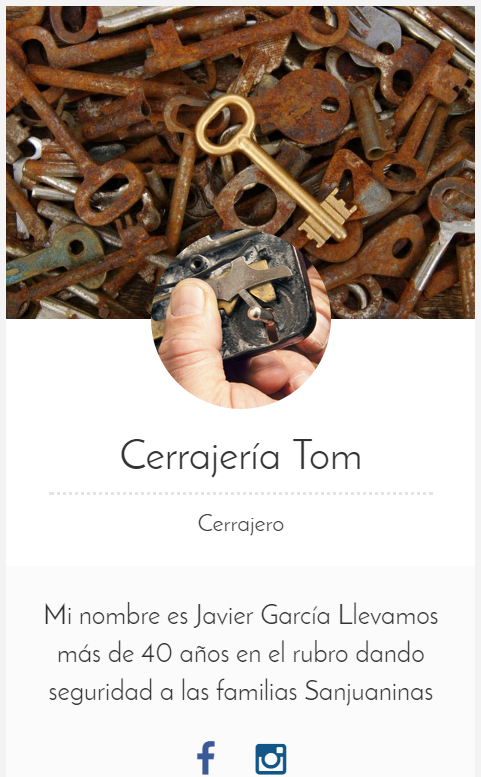 Cerrajería Tom
Cerrajero
Mi nombre es Javier García Llevamos
más de 40 años en el rubro dando
seguridad a las familias Sanjuaninas